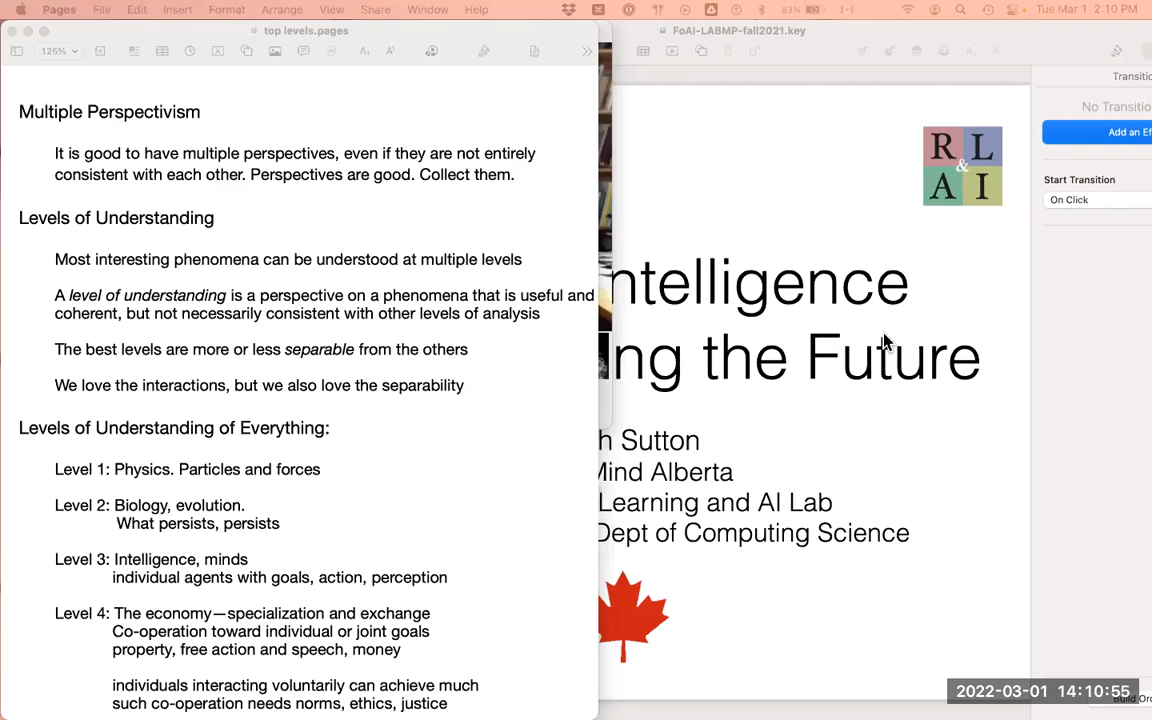 Pages File Edit Insert Format Arrange View Share Window Help 83% Tue Mar 1 2:10 PM
top levels.pages
125%
Multiple Perspectivism
It is good to have multiple perspectives, even if they are not entirely
consistent with each other. Perspectives are good. Collect them.
Levels of Understanding
Most interesting phenomena can be understood at multiple levels
A level of understanding is a perspective on a phenomena that is useful and
coherent, but not necessarily consistent with other levels of analysis
The best levels are more or less separable from the others
We love the interactions, but we also love the separability
Levels of Understanding of Everything:
Level 1: Physics. Particles and forces
Level 2: Biology, evolution.
What persists, persists
Level 3: Intelligence, minds
individual agents with goals, action, perception
Level 4: The economy—specialization and exchange
Co-operation toward individual or joint goals
property, free action and speech, money
individuals interacting voluntarily can achieve much
such co-operation needs norms, ethics, justice
FoAI-LABMP-fall2021.key
R L
&
A I
ntelligence
ng the Future
h Sutton
Mind Alberta
Learning and AI Lab
Dept of Computing Science
Transitio
No Transitio
Add an Ef
Start Transition
On Click
Build Or
2022-03-01 14:10:55